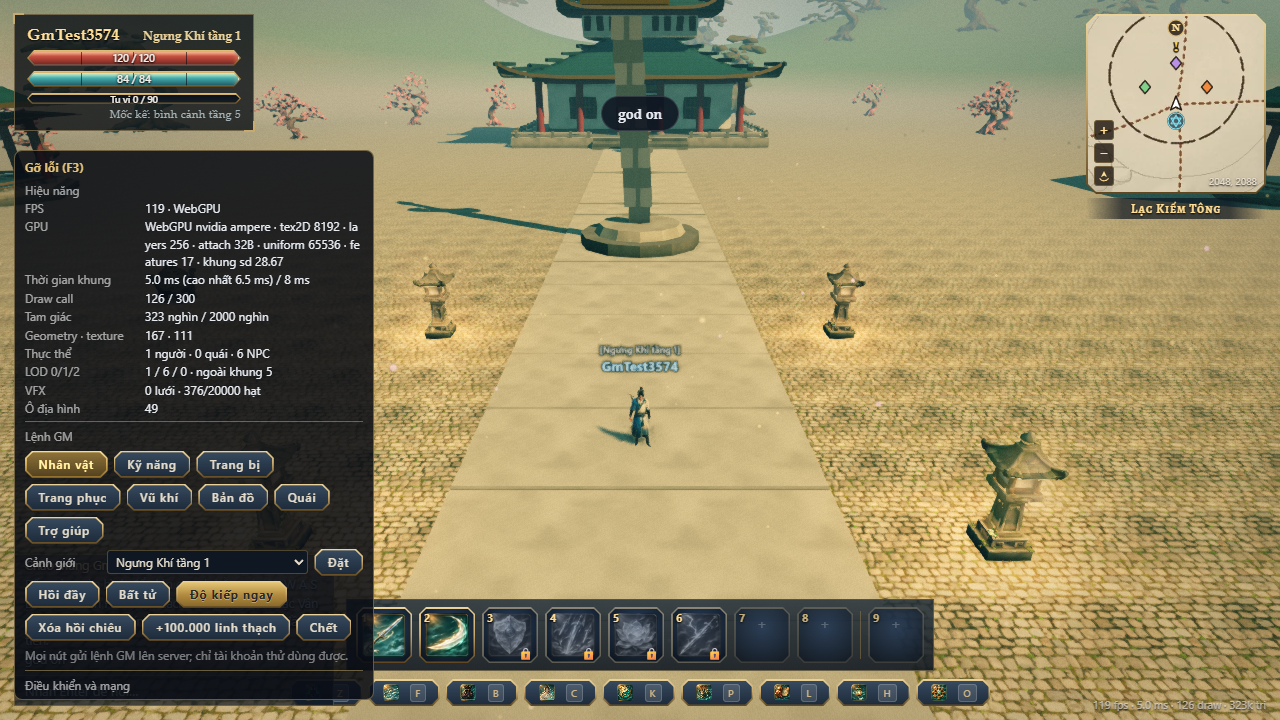 GmTest3574 Ngưng Khí tầng 1
120 / 120
84 / 84
Tu vi 0 / 90
Mốc kế: bình cảnh tầng 5
god on
N
+
−
2048, 2088
Lạc Kiếm Tông
Gỡ lỗi (F3)
Hiệu năng
FPS 119 · WebGPU
GPU WebGPU nvidia ampere · tex2D 8192 · la
yers 256 · attach 32B · uniform 65536 · fe
atures 17 · khung sd 28.67
Thời gian khung 5.0 ms (cao nhất 6.5 ms) / 8 ms
Draw call 126 / 300
Tam giác 323 nghìn / 2000 nghìn
Geometry · texture 167 · 111
Thực thể 1 người · 0 quái · 6 NPC
LOD 0/1/2 1 / 6 / 0 · ngoài khung 5
VFX 0 lưới · 376/20000 hạt
Ô địa hình 49
Lệnh GM
Nhân vật Kỹ năng Trang bị
Trang phục Vũ khí Bản đồ Quái
Trợ giúp
Cảnh giới Ngưng Khí tầng 1 Đặt
Hồi đầy Bất tử Độ kiếp ngay
Xóa hồi chiêu +100.000 linh thạch Chết
Mọi nút gửi lệnh GM lên server; chỉ tài khoản thử dùng được.
Điều khiển và mạng
[Ngưng Khí tầng 1]
GmTest3574
2 3 4 5 6 7 8 9
+ + +
Z F B C K P L H O
119 fps · 5.0 ms · 126 draw · 323k tri